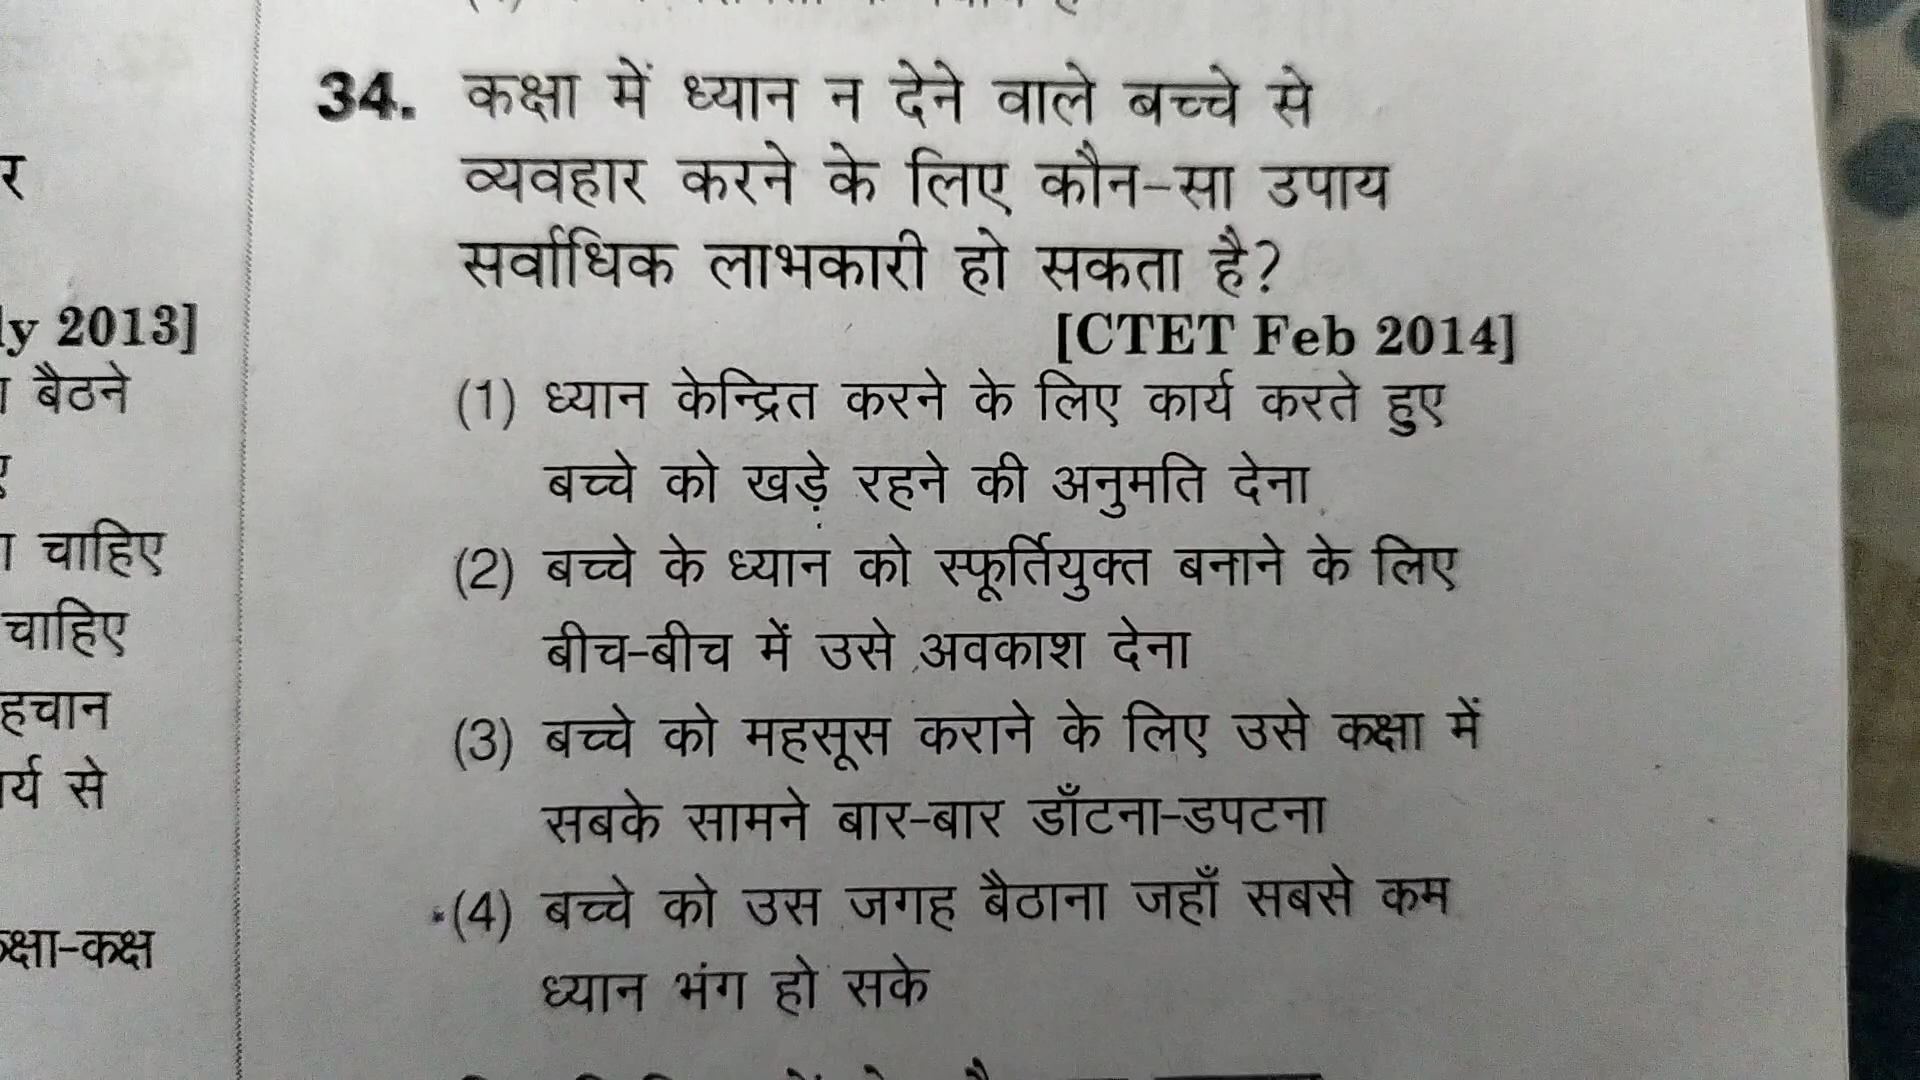 34. कक्षा में ध्यान न देने वाले बच्चे से
व्यवहार करने के लिए कौन-सा उपाय
सर्वाधिक लाभकारी हो सकता है?
[CTET Feb 2014]
(1) ध्यान केन्द्रित करने के लिए कार्य करते हुए
बच्चे को खड़े रहने की अनुमति देना
(2) बच्चे के ध्यान को स्फूर्तियुक्त बनाने के लिए
बीच-बीच में उसे अवकाश देना
(3) बच्चे को महसूस कराने के लिए उसे कक्षा में
सबके सामने बार-बार डाँटना-डपटना
(4) बच्चे को उस जगह बैठाना जहाँ सबसे कम
ध्यान भंग हो सके
2013]
बैठने
चाहिए
चाहिए
से